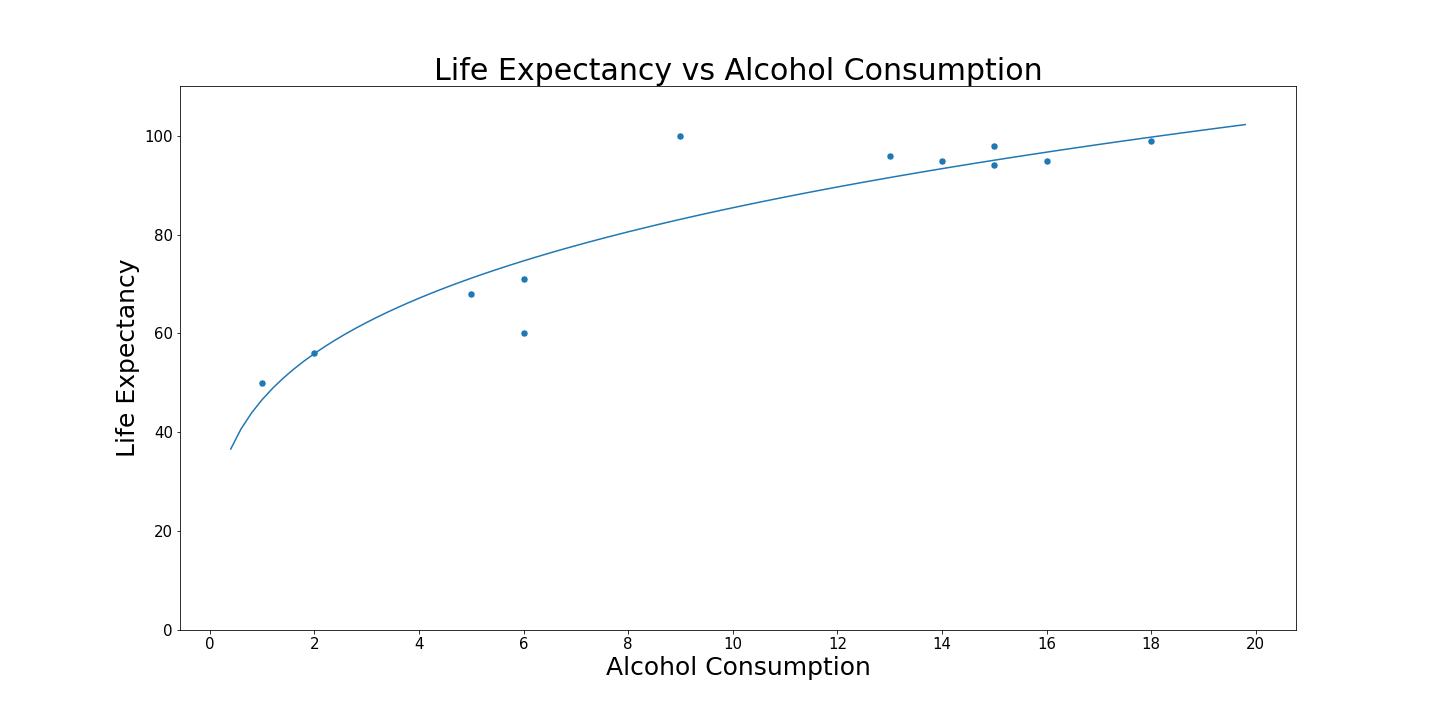 Life Expectancy vs Alcohol Consumption
Life Expectancy
100
80
60
40
20
0
0 2 4 6 8 10 12 14 16 18 20
Alcohol Consumption